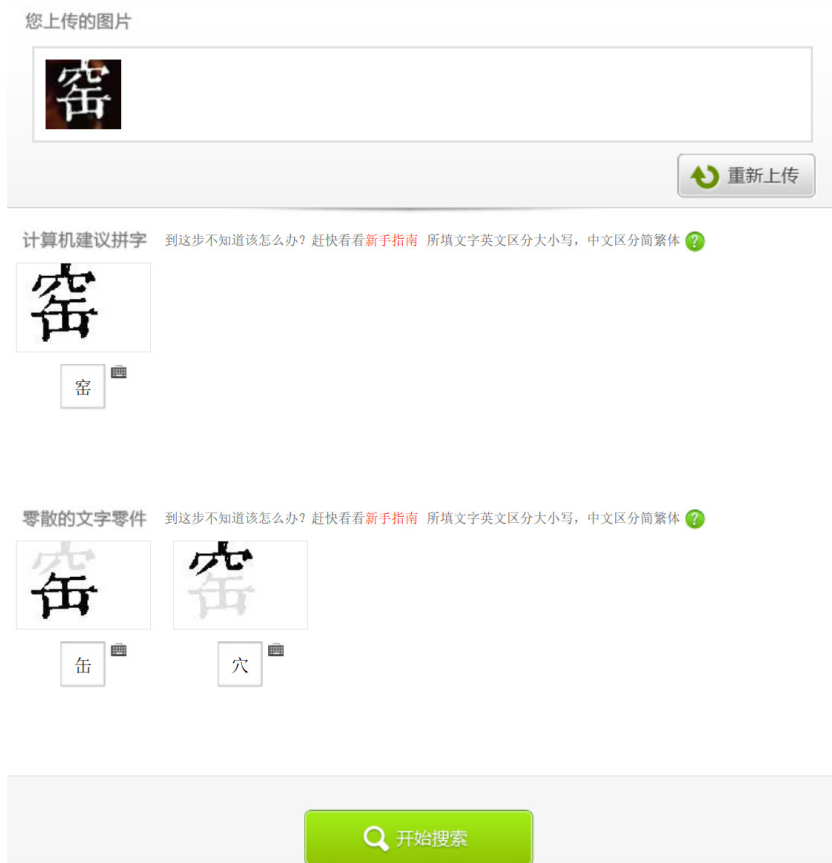 您上传的图片
窑
重新上传
计算机建议拼字 到这步不知道该怎么办？赶快看看新手指南 所填文字英文区分大小写，中文区分简繁体 ?
窑
窑
零散的文字零件 到这步不知道该怎么办？赶快看看新手指南 所填文字英文区分大小写，中文区分简繁体 ?
窑 窑
缶 穴
开始搜索